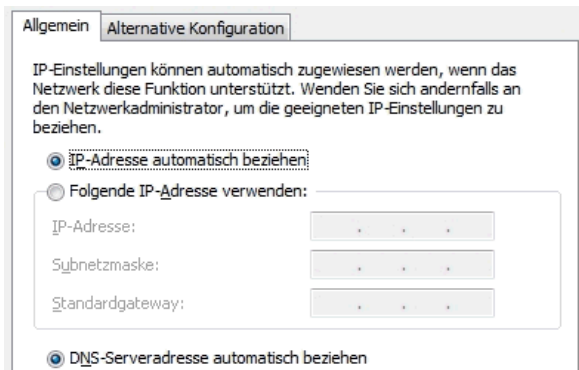 Allgemein Alternative Konfiguration
IP-Einstellungen können automatisch zugewiesen werden, wenn das
Netzwerk diese Funktion unterstützt. Wenden Sie sich andernfalls an
den Netzwerkadministrator, um die geeigneten IP-Einstellungen zu
beziehen.
IP-Adresse automatisch beziehen
Folgende IP-Adresse verwenden:
IP-Adresse: . . .
Subnetzmaske: . . .
Standardgateway: . . .
DNS-Serveradresse automatisch beziehen